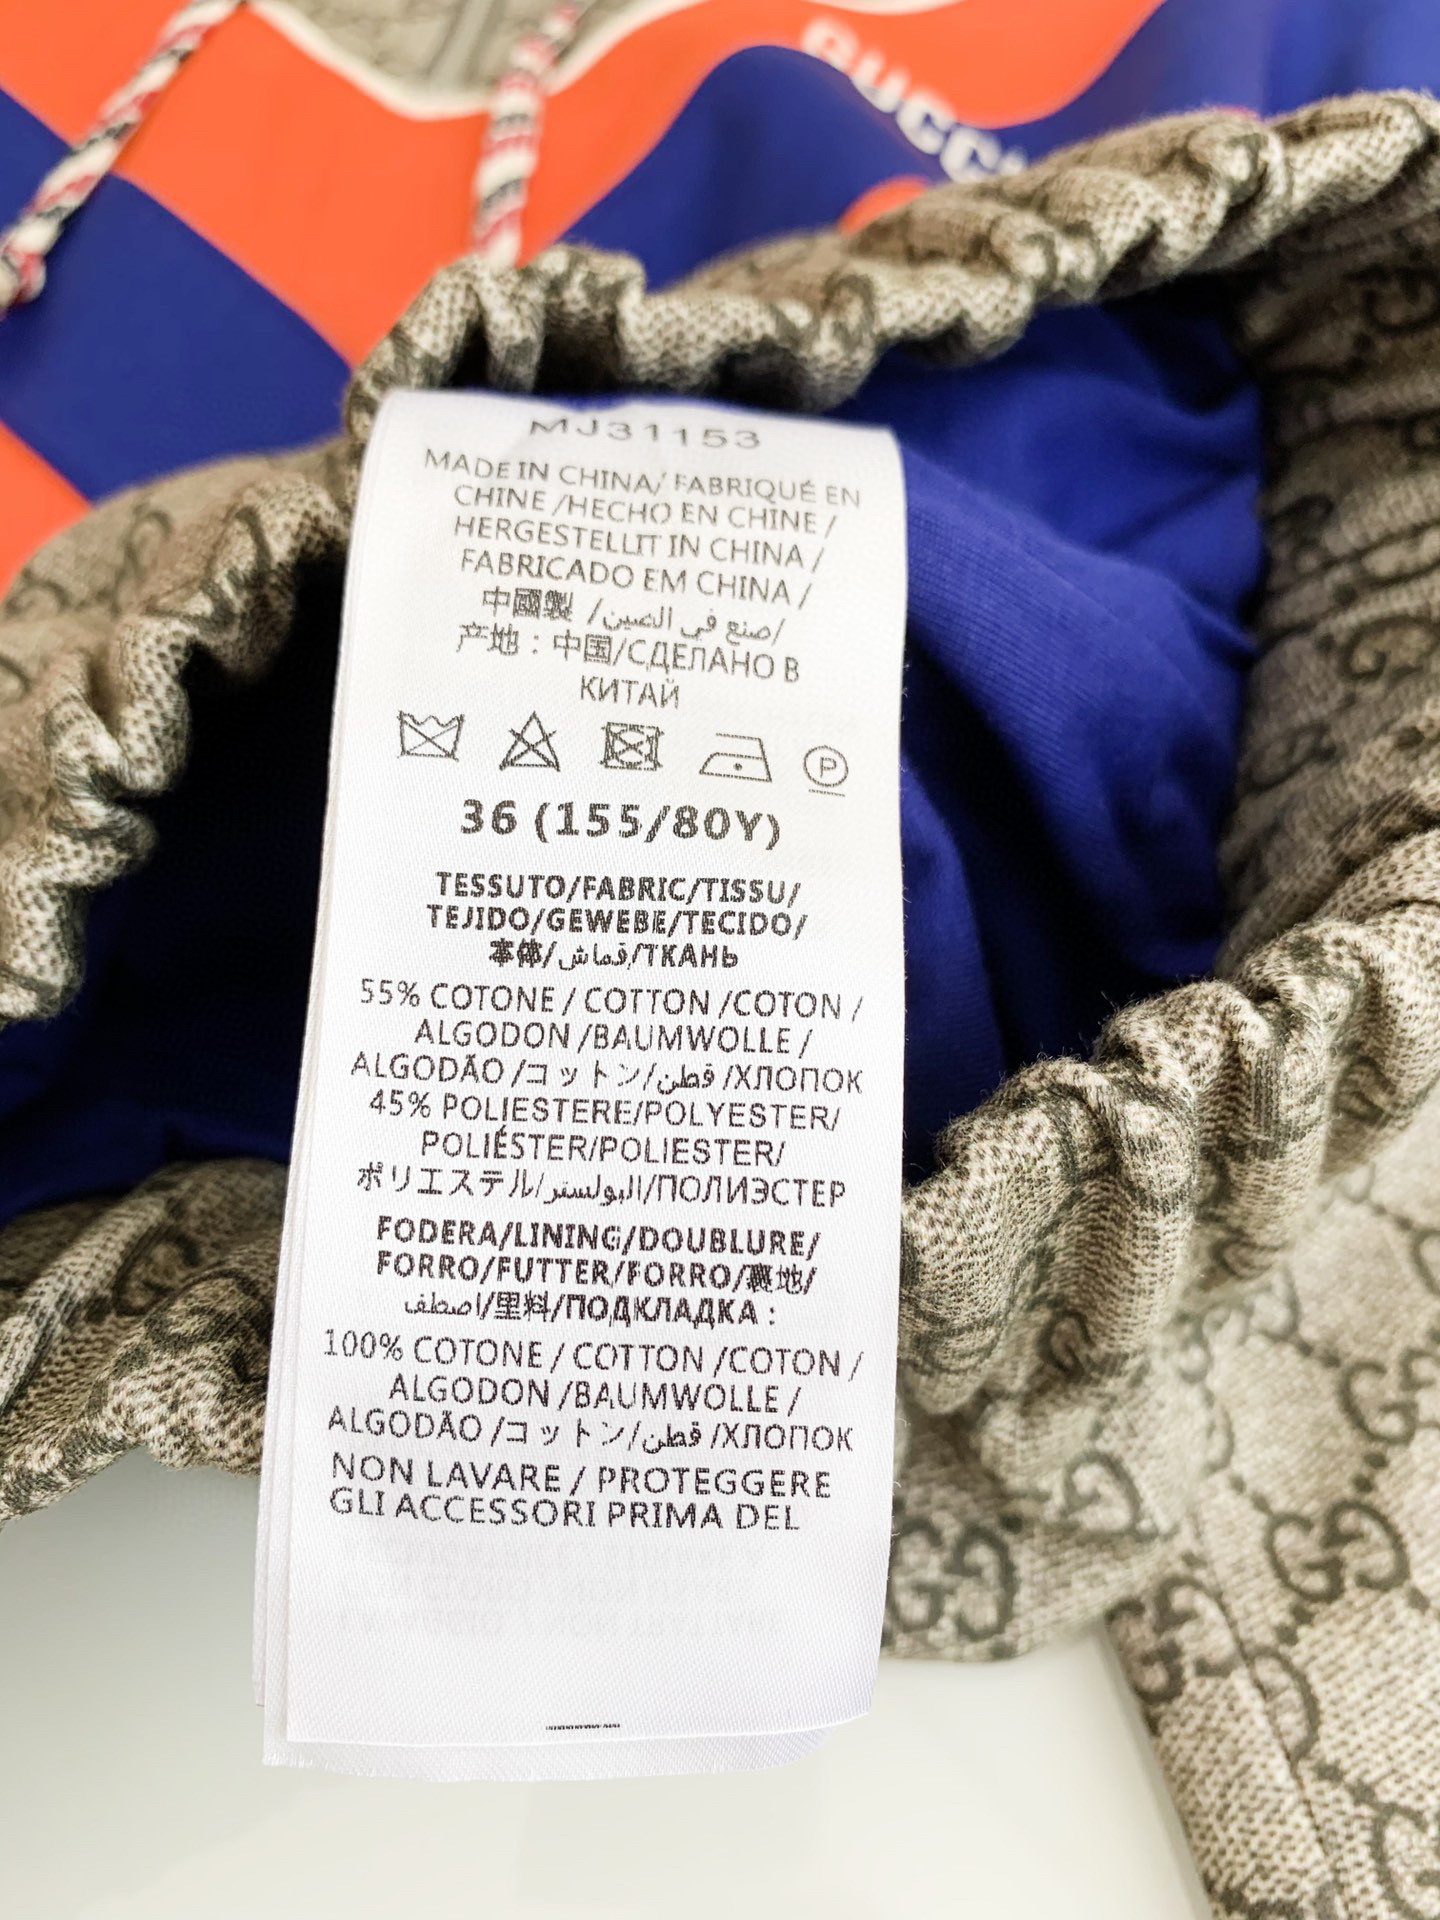 GUCCI
MJ31153
MADE IN CHINA/ FABRIQUÉ EN
CHINE /HECHO EN CHINE /
HERGESTELLIT IN CHINA /
FABRICADO EM CHINA /
中國製 /صنع في الصين/
产地：中国/СДЕЛАНО В
КИТАЙ
P
36 (155/80Y)
TESSUTO/FABRIC/TISSU/
TEJIDO/GEWEBE/TECIDO/
本体/قماش/ТКАНЬ
55% COTONE / COTTON /COTON /
ALGODON /BAUMWOLLE /
ALGODÃO /コットン/قطن /ХЛОПОК
45% POLIESTERE/POLYESTER/
POLIÉSTER/POLIESTER/
ポリエステル/البولستر/ПОЛИЭСТЕР
FODERA/LINING/DOUBLURE/
FORRO/FUTTER/FORRO/裏地/
اصطف/里料/ПОДКЛАДКА :
100% COTONE / COTTON /COTON /
ALGODON /BAUMWOLLE /
ALGODÃO /コットン/قطن /ХЛОПОК
NON LAVARE / PROTEGGERE
GLI ACCESSORI PRIMA DEL